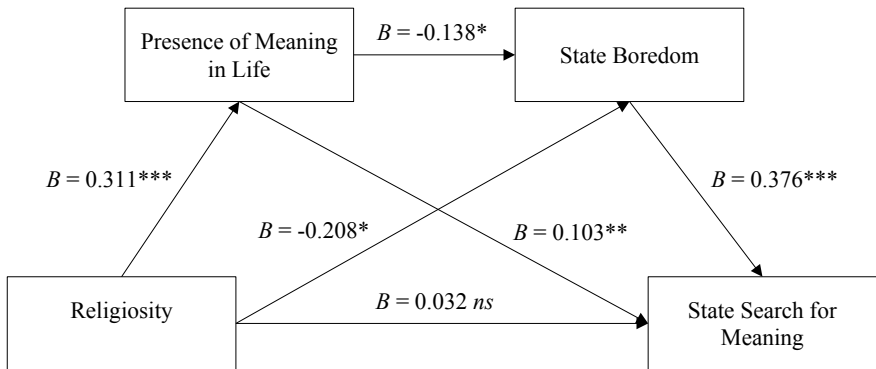 Presence of Meaning
in Life
B = -0.138*
State Boredom
B = 0.311***
B = 0.376***
B = -0.208*
B = 0.103**
Religiosity
B = 0.032 ns
State Search for
Meaning